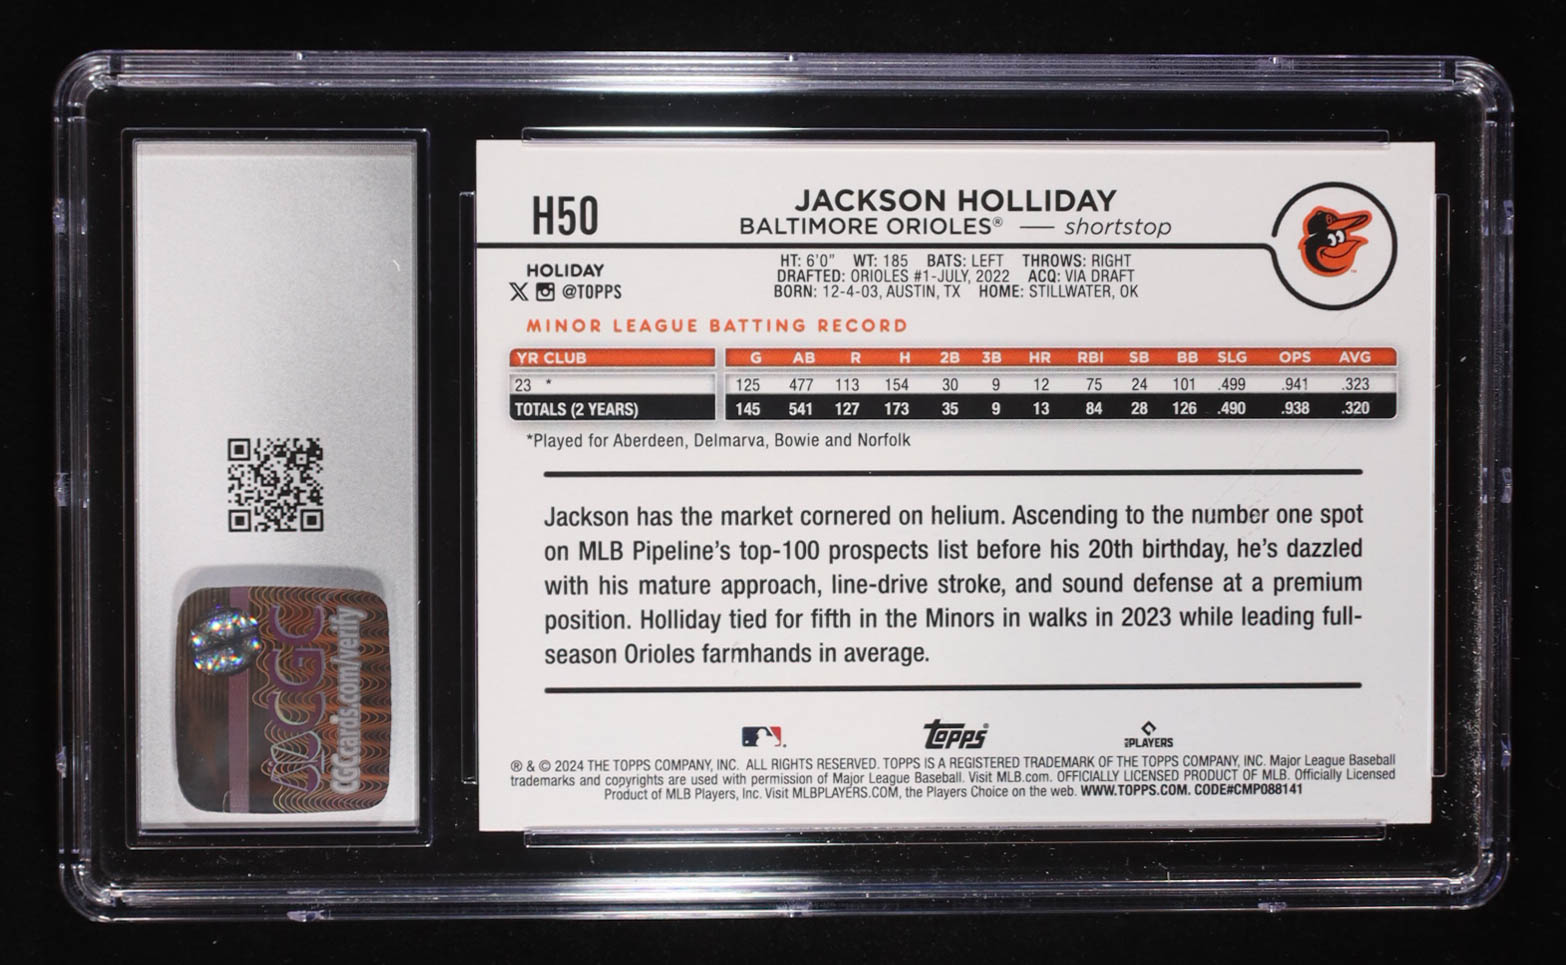 H50
JACKSON HOLLIDAY
BALTIMORE ORIOLES® — shortstop
HOLIDAY
@TOPPS
HT: 6'0" WT: 185 BATS: LEFT THROWS: RIGHT
DRAFTED: ORIOLES #1-JULY, 2022 ACQ: VIA DRAFT
BORN: 12-4-03, AUSTIN, TX HOME: STILLWATER, OK
MINOR LEAGUE BATTING RECORD
YR CLUB G AB R H 2B 3B HR RBI SB BB SLG OPS AVG
23 * 125 477 113 154 30 9 12 75 24 101 .499 .941 .323
TOTALS (2 YEARS) 145 541 127 173 35 9 13 84 28 126 .490 .938 .320
*Played for Aberdeen, Delmarva, Bowie and Norfolk
Jackson has the market cornered on helium. Ascending to the number one spot
on MLB Pipeline's top-100 prospects list before his 20th birthday, he's dazzled
with his mature approach, line-drive stroke, and sound defense at a premium
position. Holliday tied for fifth in the Minors in walks in 2023 while leading full-
season Orioles farmhands in average.
Topps®
PLAYERS
® & © 2024 THE TOPPS COMPANY, INC. ALL RIGHTS RESERVED. TOPPS IS A REGISTERED TRADEMARK OF THE TOPPS COMPANY, INC. Major League Baseball
trademarks and copyrights are used with permission of Major League Baseball. Visit MLB.com. OFFICIALLY LICENSED PRODUCT OF MLB. Officially Licensed
Product of MLB Players, Inc. Visit MLBPLAYERS.COM, the Players Choice on the web. WWW.TOPPS.COM. CODE#CMP088141
CGC
CGCcards.com/verify